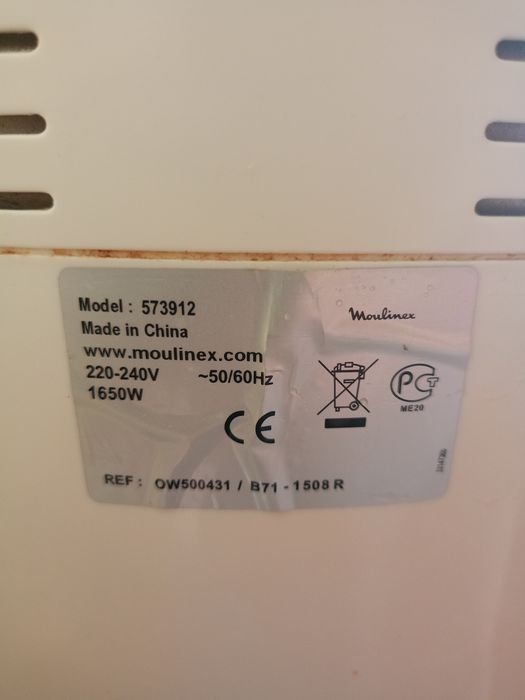 Model : 573912
Made in China
www.moulinex.com
220-240V ~50/60Hz
1650W
Moulinex
CE
PCT
ME20
REF : OW500431 / B71 - 1508 R